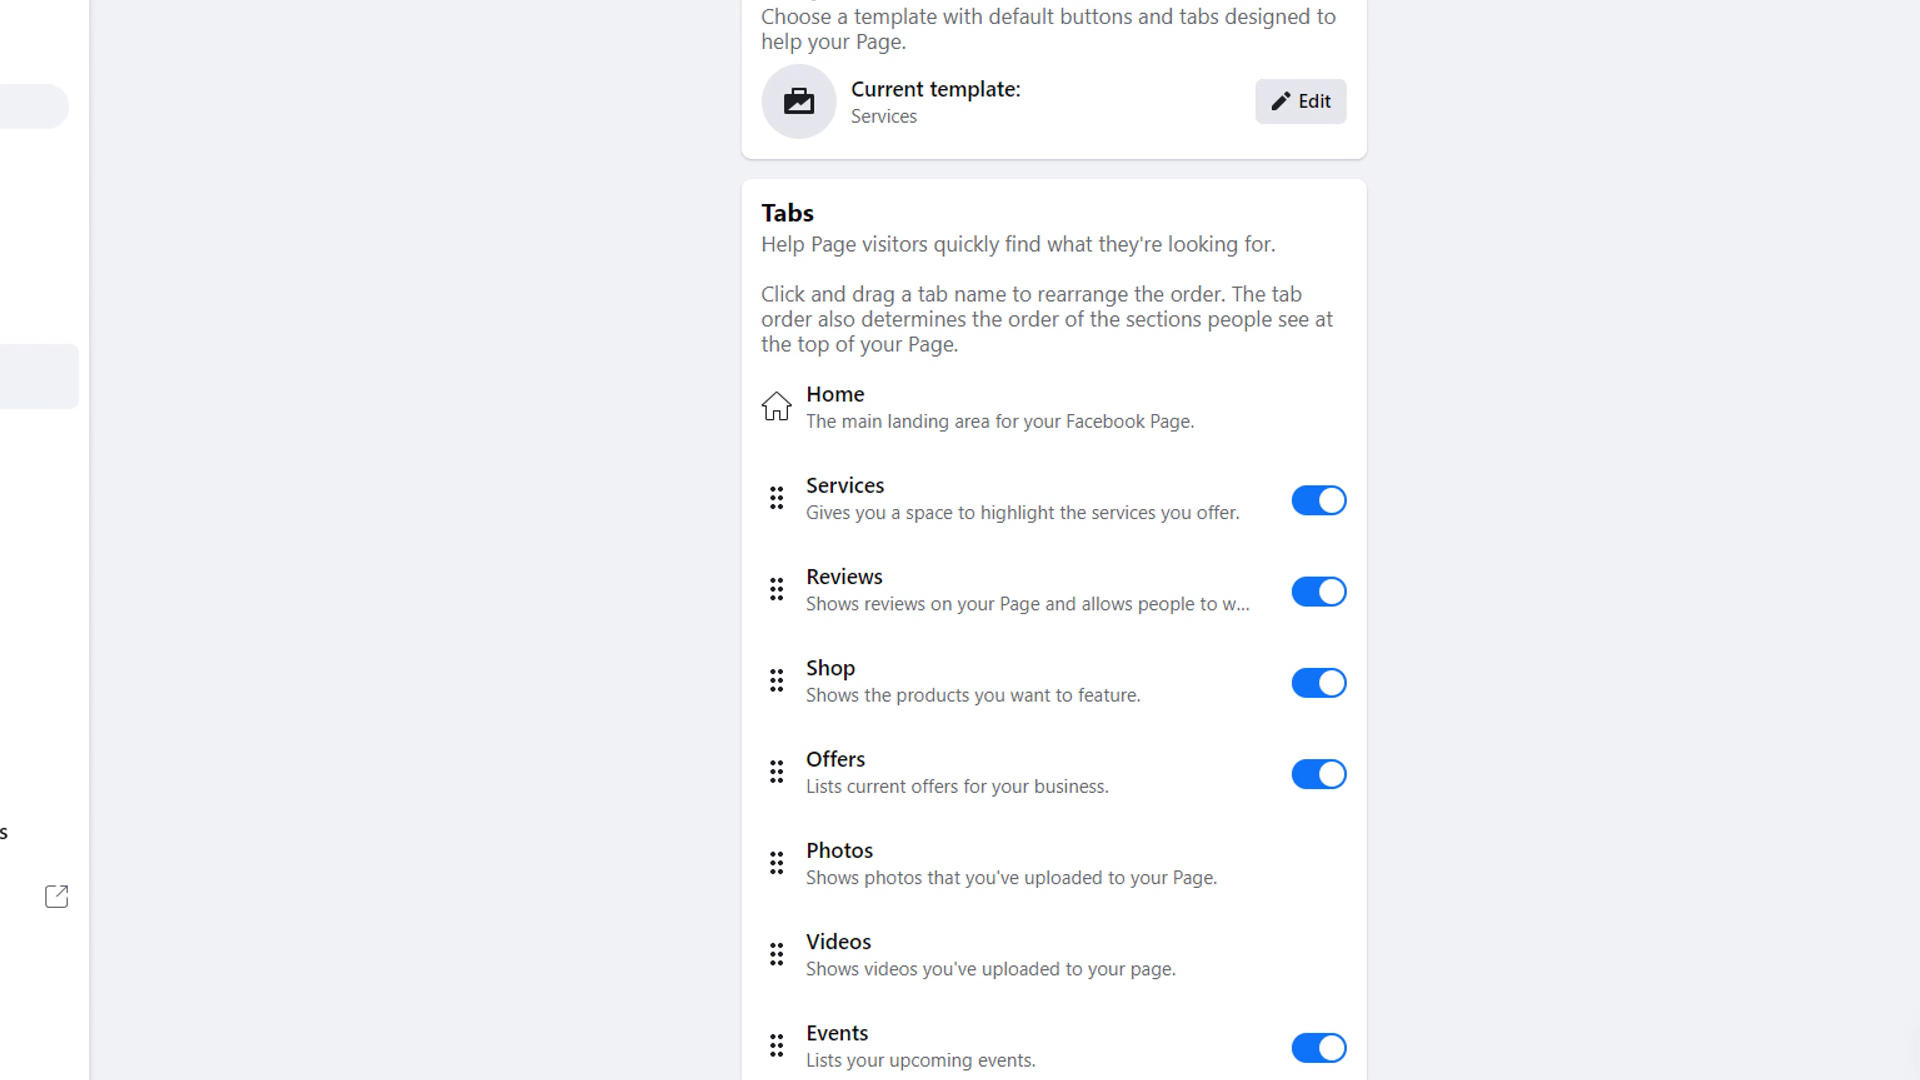 Choose a template with default buttons and tabs designed to
help your Page.
Current template:
Services
Edit
Tabs
Help Page visitors quickly find what they're looking for.
Click and drag a tab name to rearrange the order. The tab
order also determines the order of the sections people see at
the top of your Page.
Home
The main landing area for your Facebook Page.
Services
Gives you a space to highlight the services you offer.
Reviews
Shows reviews on your Page and allows people to w...
Shop
Shows the products you want to feature.
Offers
Lists current offers for your business.
s
Photos
Shows photos that you've uploaded to your Page.
Videos
Shows videos you've uploaded to your page.
Events
Lists your upcoming events.